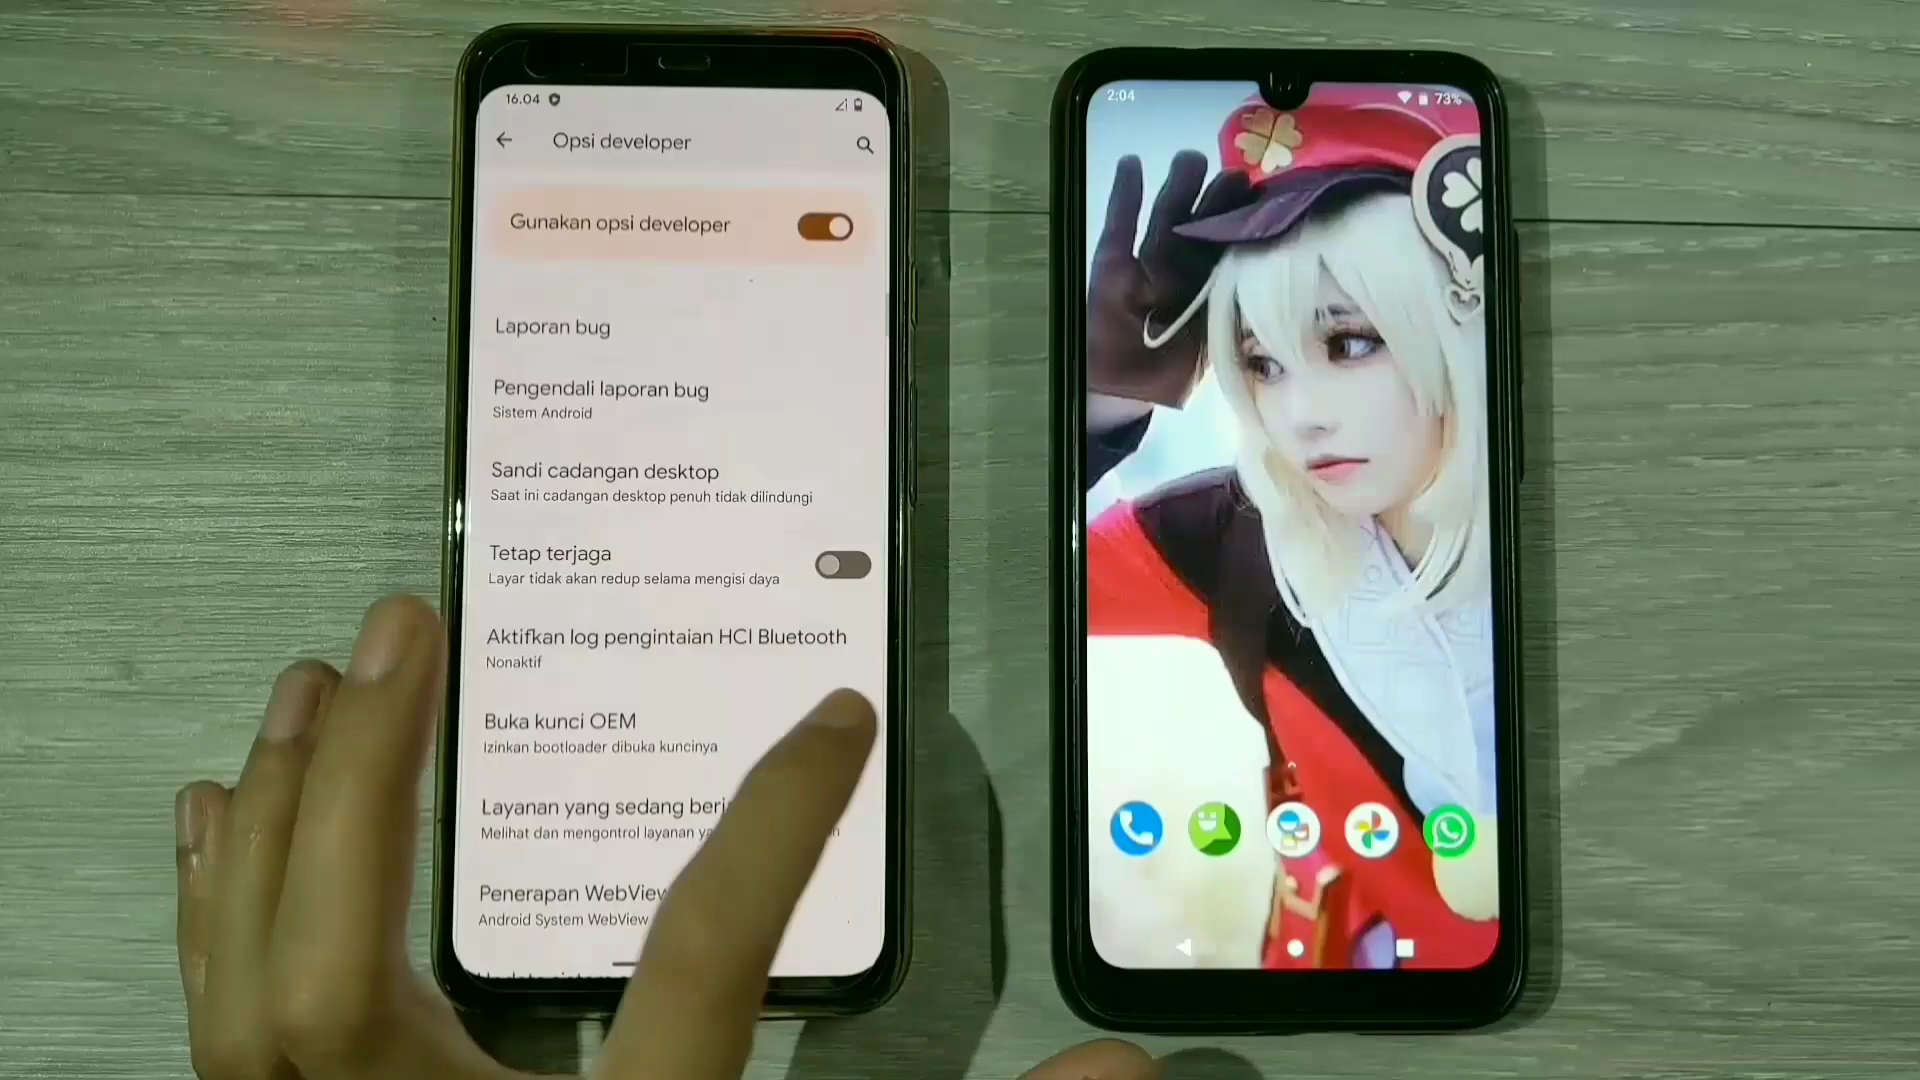 16.04
Opsi developer
Gunakan opsi developer
Laporan bug
Pengendali laporan bug
Sistem Android
Sandi cadangan desktop
Saat ini cadangan desktop penuh tidak dilindungi
Tetap terjaga
Layar tidak akan redup selama mengisi daya
Aktifkan log pengintaian HCI Bluetooth
Nonaktif
Buka kunci OEM
Izinkan bootloader dibuka kuncinya
Layanan yang sedang
Melihat dan mengontrol layanan
Penerapan WebView
Android System WebView
2:04
73%